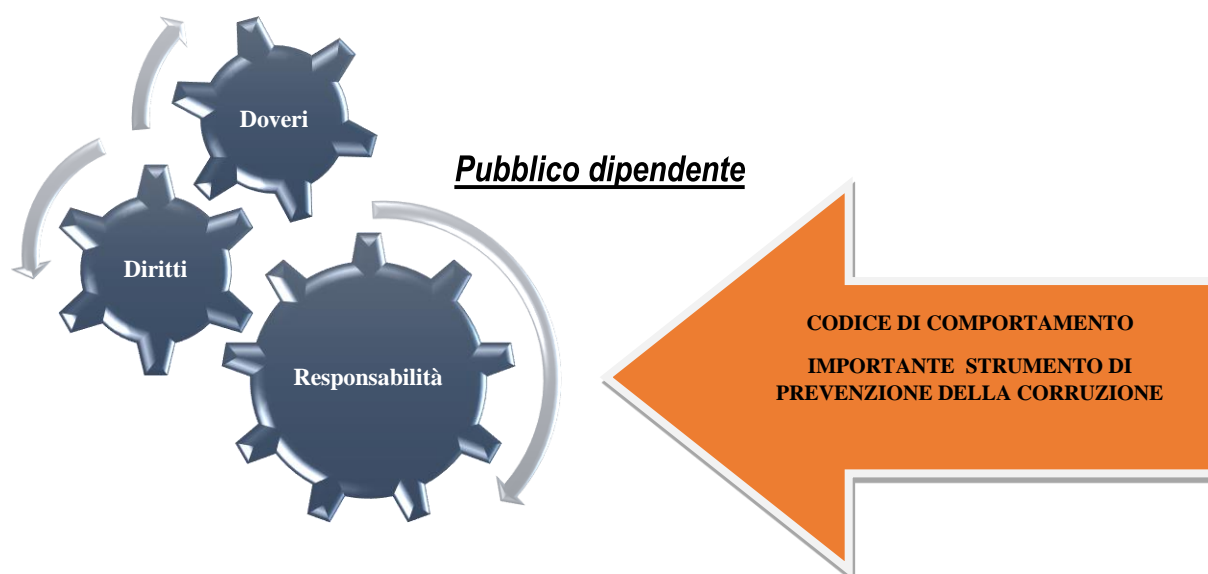 Doveri
Pubblico dipendente
Diritti
Responsabilità
CODICE DI COMPORTAMENTO
IMPORTANTE STRUMENTO DI
PREVENZIONE DELLA CORRUZIONE